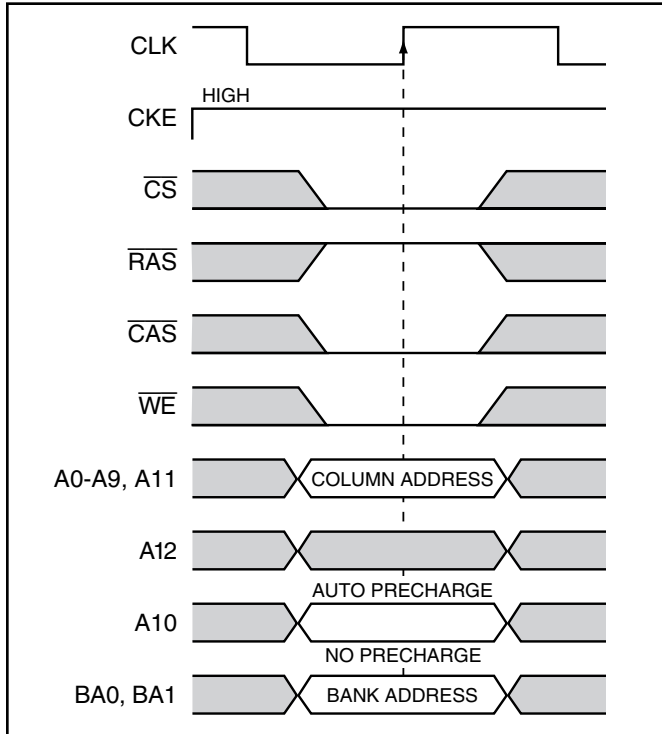 CLK
HIGH
CKE
CS
RAS
CAS
WE
A0-A9, A11 COLUMN ADDRESS
A12
AUTO PRECHARGE
A10
NO PRECHARGE
BA0, BA1 BANK ADDRESS